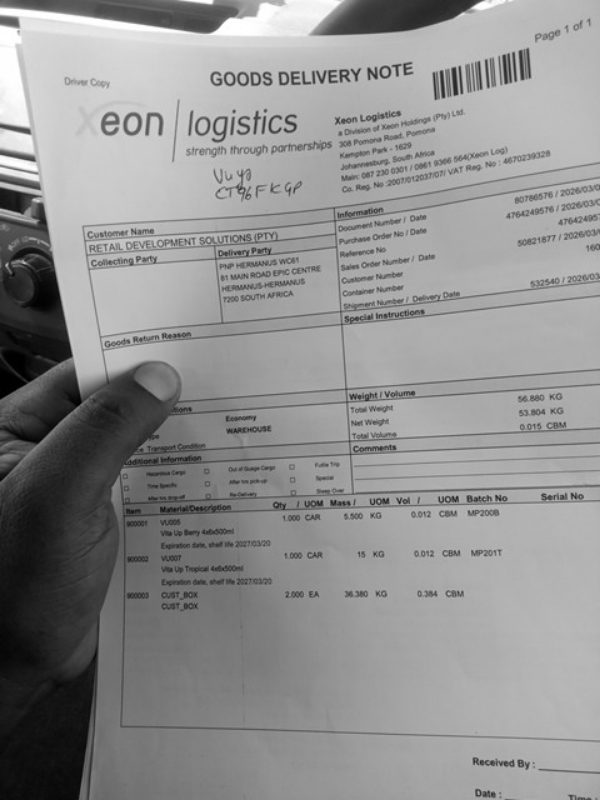 Page 1 of 1
Driver Copy
GOODS DELIVERY NOTE
xeon logistics
strength through partnerships
Xeon Logistics
a Division of Xeon Holdings (Pty) Ltd.
308 Pomona Road, Pomona
Kempton Park - 1629
Johannesburg, South Africa
Main: 087 230 0301 / 0861 9366 564(Xeon Log)
Co. Reg. No :2007/012037/07/ VAT Reg. No : 4670239328
Vuyo
Customer Name
RETAIL DEVELOPMENT SOLUTIONS (PTY)
Collecting Party
Delivery Party
PNP HERMANUS WC61
81 MAIN ROAD EPIC CENTRE
HERMANUS-HERMANUS
7200 SOUTH AFRICA
Information
Document Number / Date 80786576 / 2026/03/0
Purchase Order No / Date 4764249576 / 2026/0
Reference No 476424957
Sales Order Number / Date 50821877 / 2026/03/
Customer Number 160
Container Number
Shipment Number / Delivery Date 532540 / 2026/03
Goods Return Reason
Special Instructions
Economy
WAREHOUSE
Transport Condition
Weight / Volume
Total Weight 56.880 KG
Net Weight 53.804 KG
Total Volume 0.015 CBM
Additional Information
Comments
Hazardous Cargo Out of Guage Cargo Futile Trip
Time Specific After hrs pick-up Special
After hrs drop-off Re-Delivery Sleep Over
Item Material/Description Qty / UOM Mass / UOM Vol / UOM Batch No Serial No
900001 VU005 1.000 CAR 5.500 KG 0.012 CBM MP200B
Vita Up Berry 4x6x500ml
Expiration date, shelf life 2027/03/20
900002 VU007 1.000 CAR 15 KG 0.012 CBM MP201T
Vita Up Tropical 4x6x500ml
Expiration date, shelf life 2027/03/20
900003 CUST_BOX 2.000 EA 36.380 KG 0.384 CBM
CUST_BOX
Received By :
Date : Time :